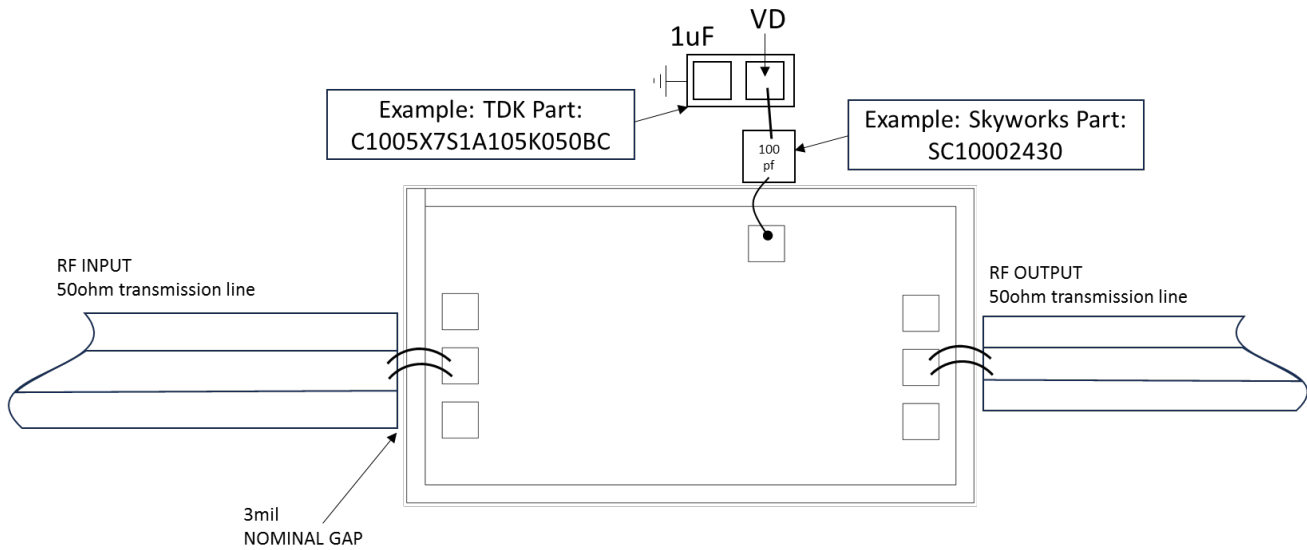 VD
1uF
Example: TDK Part:
C1005X7S1A105K050BC
Example: Skyworks Part:
SC10002430
100
pf
RF INPUT
50ohm transmission line
RF OUTPUT
50ohm transmission line
3mil
NOMINAL GAP